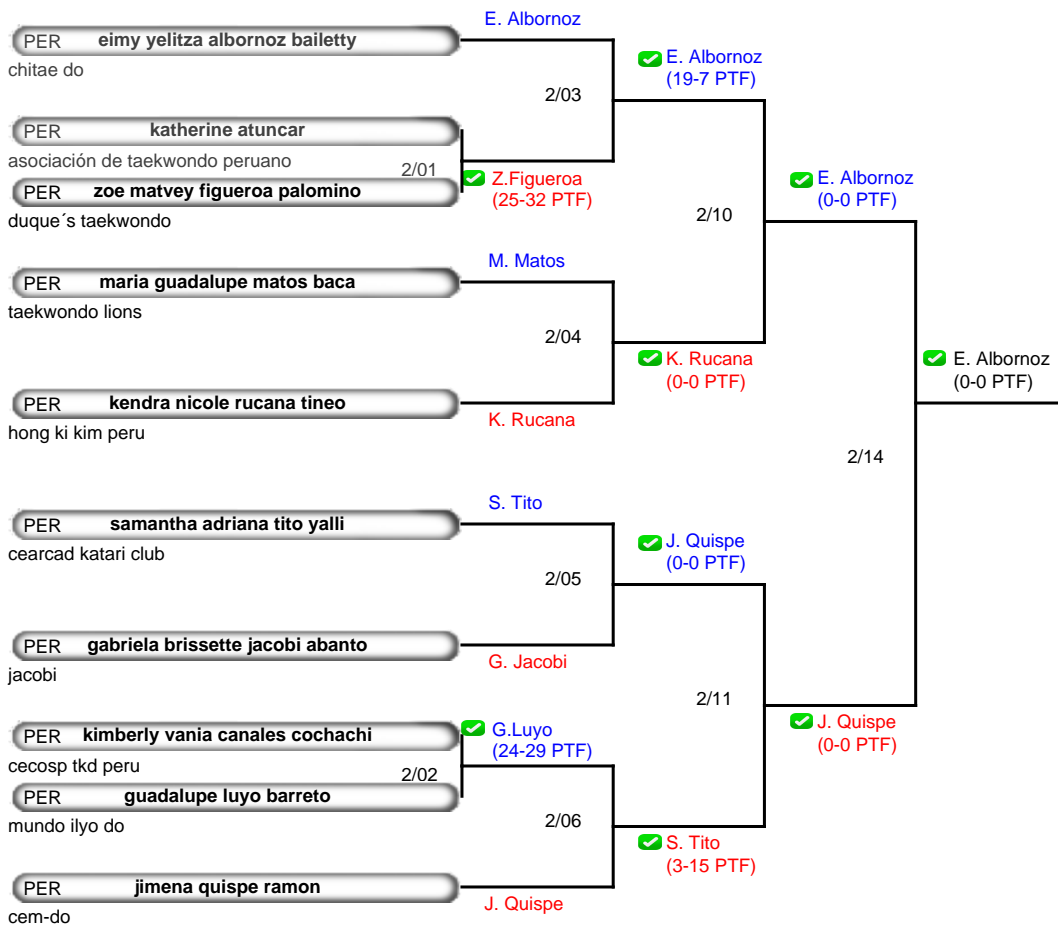 E. Albornoz
PER eimy yelitza albornoz bailetty
chitae do
E. Albornoz
(19-7 PTF)
2/03
PER katherine atuncar
asociación de taekwondo peruano
2/01
Z.Figueroa
(25-32 PTF)
PER zoe matvey figueroa palomino
duque´s taekwondo
E. Albornoz
(0-0 PTF)
2/10
M. Matos
PER maria guadalupe matos baca
taekwondo lions
2/04
K. Rucana
(0-0 PTF)
E. Albornoz
(0-0 PTF)
PER kendra nicole rucana tineo
K. Rucana
hong ki kim peru
2/14
S. Tito
PER samantha adriana tito yalli
cearcad katari club
J. Quispe
(0-0 PTF)
2/05
PER gabriela brissette jacobi abanto
G. Jacobi
jacobi
2/11
J. Quispe
(0-0 PTF)
G.Luyo
(24-29 PTF)
PER kimberly vania canales cochachi
cecosp tkd peru
2/02
PER guadalupe luyo barreto
mundo ilyo do
2/06
S. Tito
(3-15 PTF)
PER jimena quispe ramon
J. Quispe
cem-do